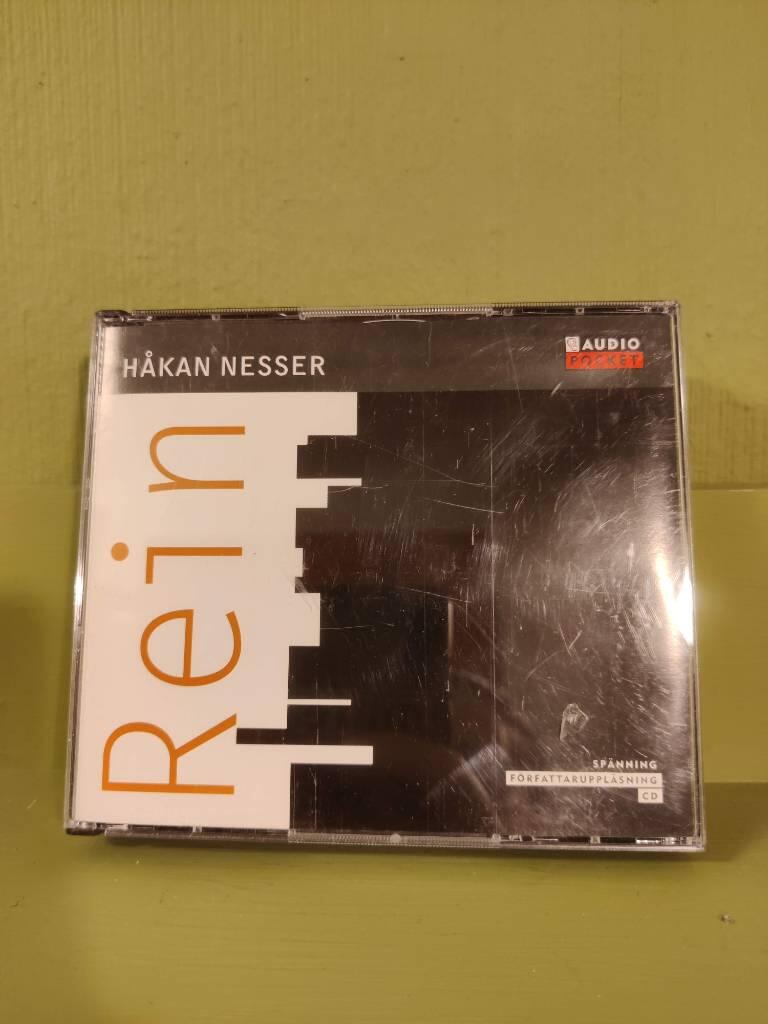 HÅKAN NESSER
AUDIO
POCKET
Rein
SPÄNNING
FÖRFATTARUPPLÄSNING
CD